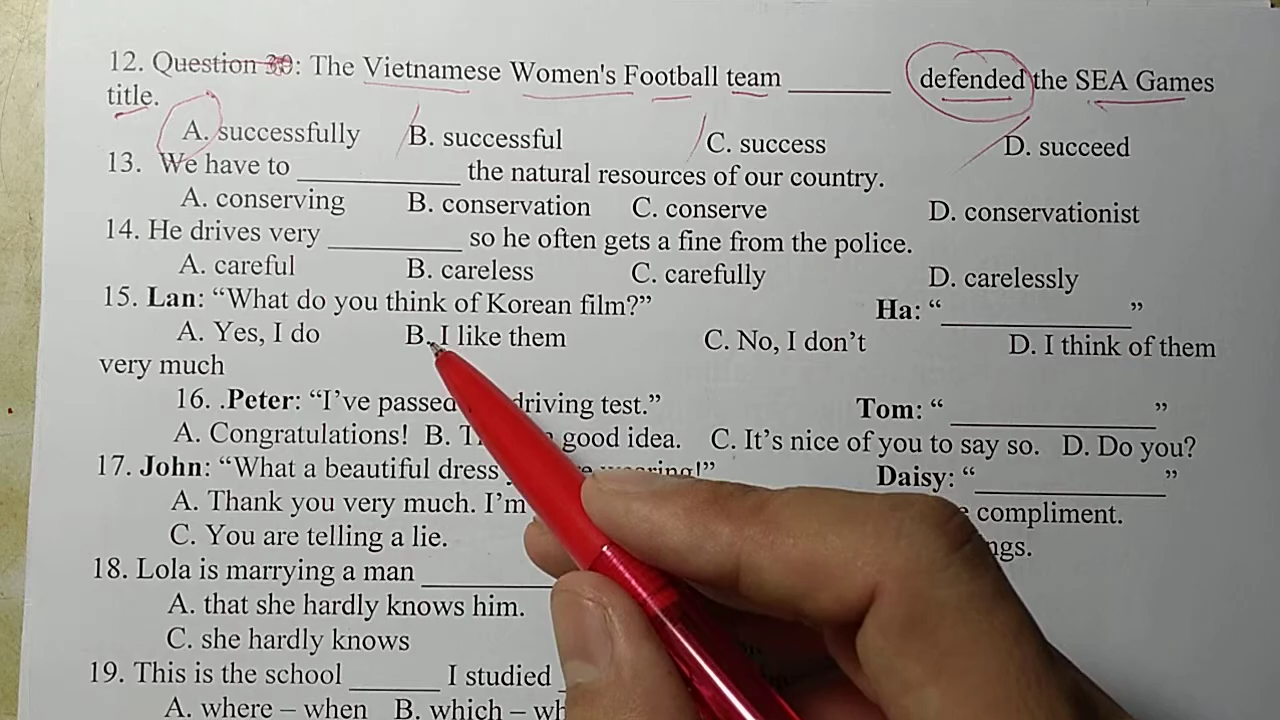 12. Question 30: The Vietnamese Women's Football team ________ defended the SEA Games
title.
A. successfully B. successful C. success D. succeed
13. We have to ____________ the natural resources of our country.
A. conserving B. conservation C. conserve D. conservationist
14. He drives very __________ so he often gets a fine from the police.
A. careful B. careless C. carefully D. carelessly
15. Lan: “What do you think of Korean film?” Ha: “______________”
A. Yes, I do B. I like them C. No, I don’t D. I think of them
very much
16. .Peter: “I’ve passed driving test.” Tom: “_______________”
A. Congratulations! B. good idea. C. It’s nice of you to say so. D. Do you?
17. John: “What a beautiful dress wearing!” Daisy: “______________”
A. Thank you very much. I’m compliment.
C. You are telling a lie.
18. Lola is marrying a man __________
A. that she hardly knows him.
C. she hardly knows
19. This is the school ______ I studied
A. where – when B. which –